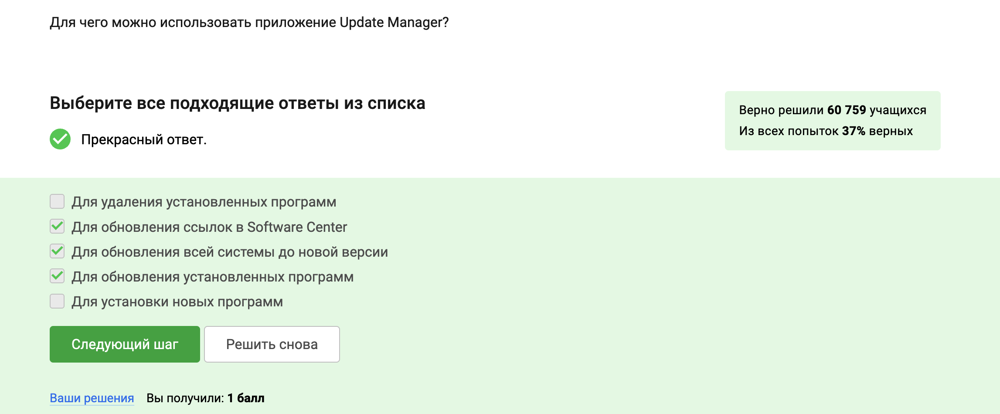 Для чего можно использовать приложение Update Manager?
Выберите все подходящие ответы из списка
Прекрасный ответ.
Верно решили 60 759 учащихся
Из всех попыток 37% верных
Для удаления установленных программ
Для обновления ссылок в Software Center
Для обновления всей системы до новой версии
Для обновления установленных программ
Для установки новых программ
Следующий шаг
Решить снова
Ваши решения Вы получили: 1 балл